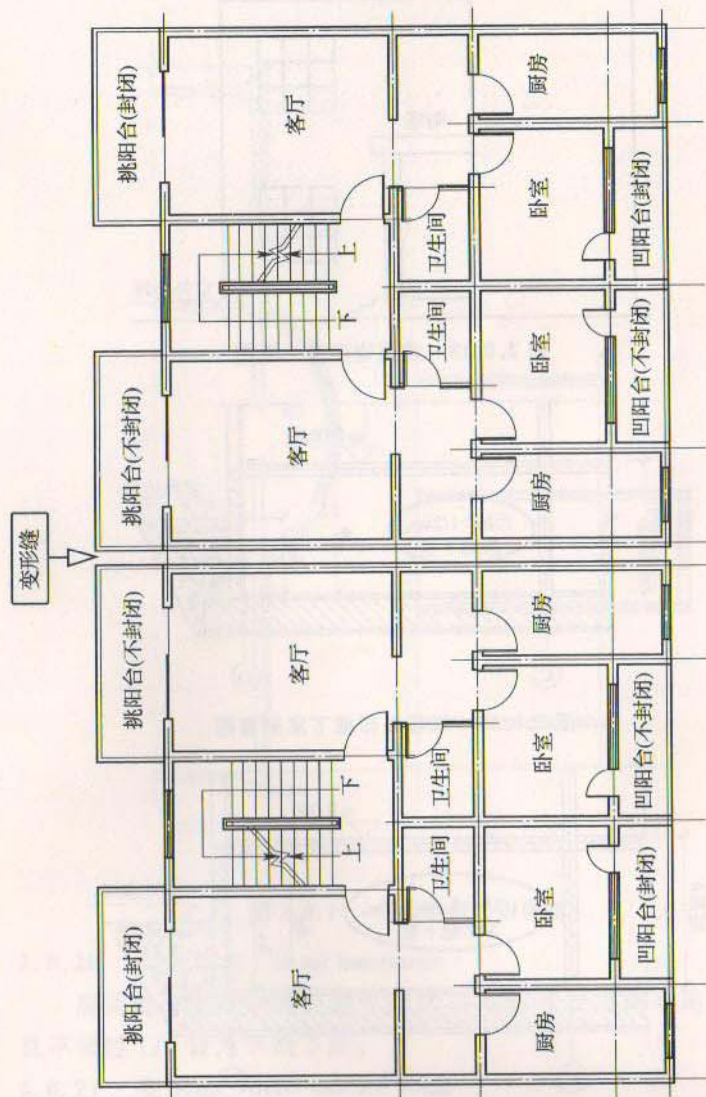 变形缝
挑阳台(封闭)
挑阳台(不封闭)
挑阳台(不封闭)
挑阳台(封闭)
客厅
上
下
客厅
客厅
下
上
客厅
卫生间
卫生间
卫生间
卫生间
厨房
卧室
卧室
厨房
厨房
卧室
卧室
厨房
凹阳台(封闭)
凹阳台(不封闭)
凹阳台(不封闭)
凹阳台(封闭)